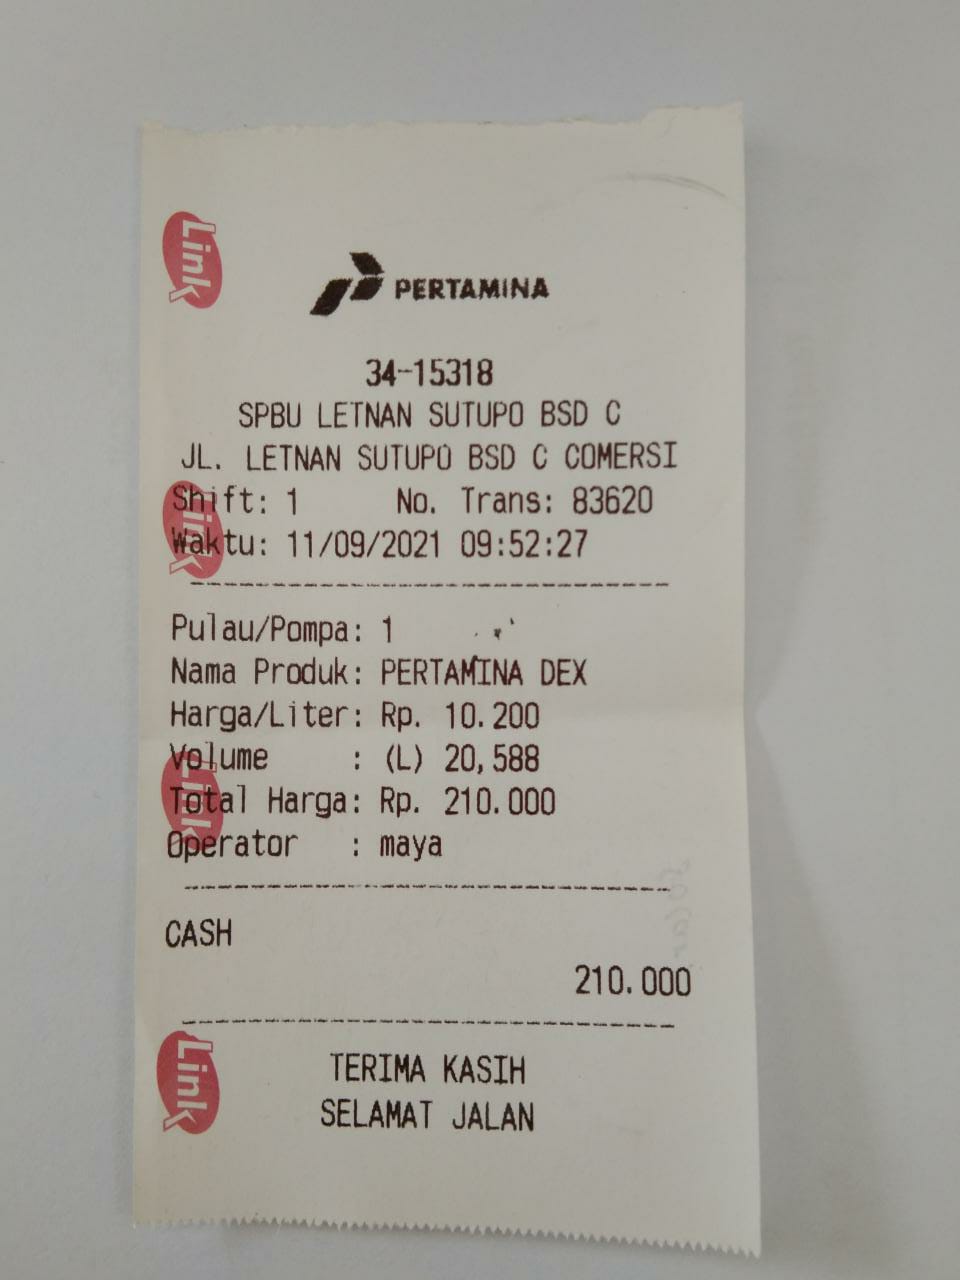 Link
PERTAMINA
34-15318
SPBU LETNAN SUTUPO BSD C
JL. LETNAN SUTUPO BSD C COMERSI
Shift: 1 No. Trans: 83620
Link
Waktu: 11/09/2021 09:52:27
Pulau/Pompa: 1
Nama Produk: PERTAMINA DEX
Harga/Liter: Rp. 10.200
Volume : (L) 20,588
Link
Total Harga: Rp. 210.000
Operator : maya
CASH
210.000
Link
TERIMA KASIH
SELAMAT JALAN